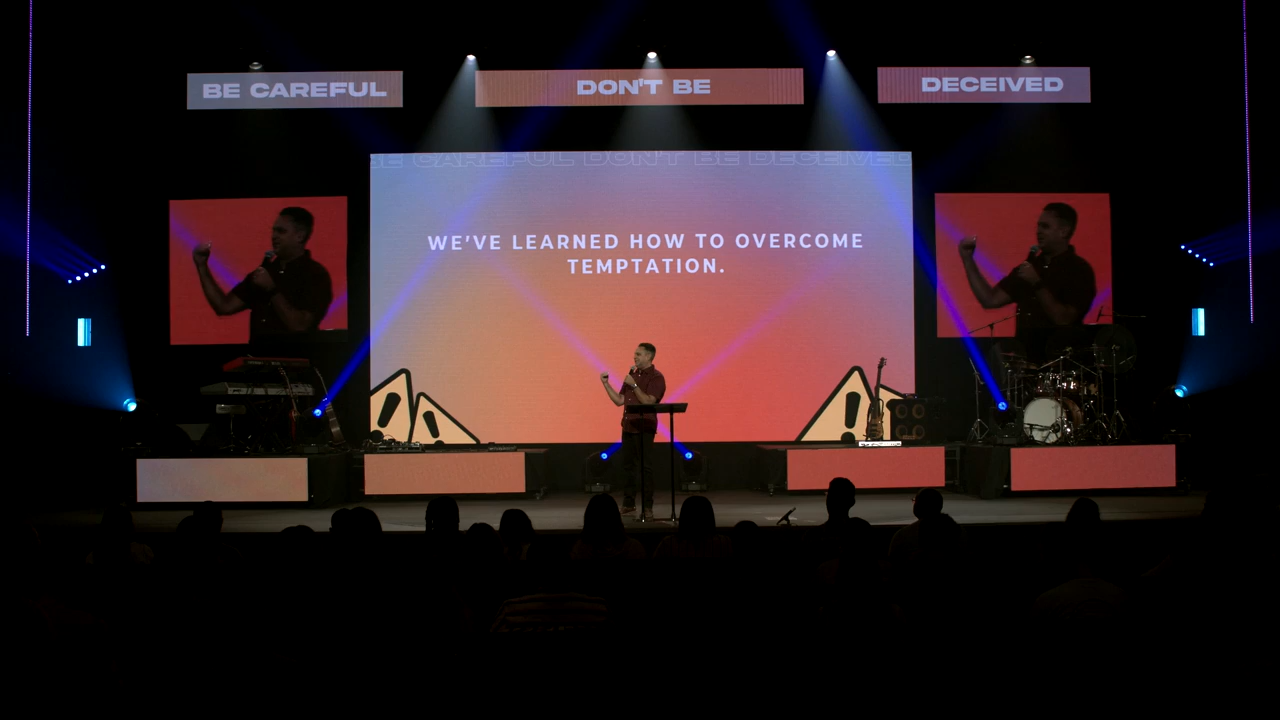 BE CAREFUL
DON'T BE
DECEIVED
BE CAREFUL DON'T BE DECEIVED
WE'VE LEARNED HOW TO OVERCOME
TEMPTATION.